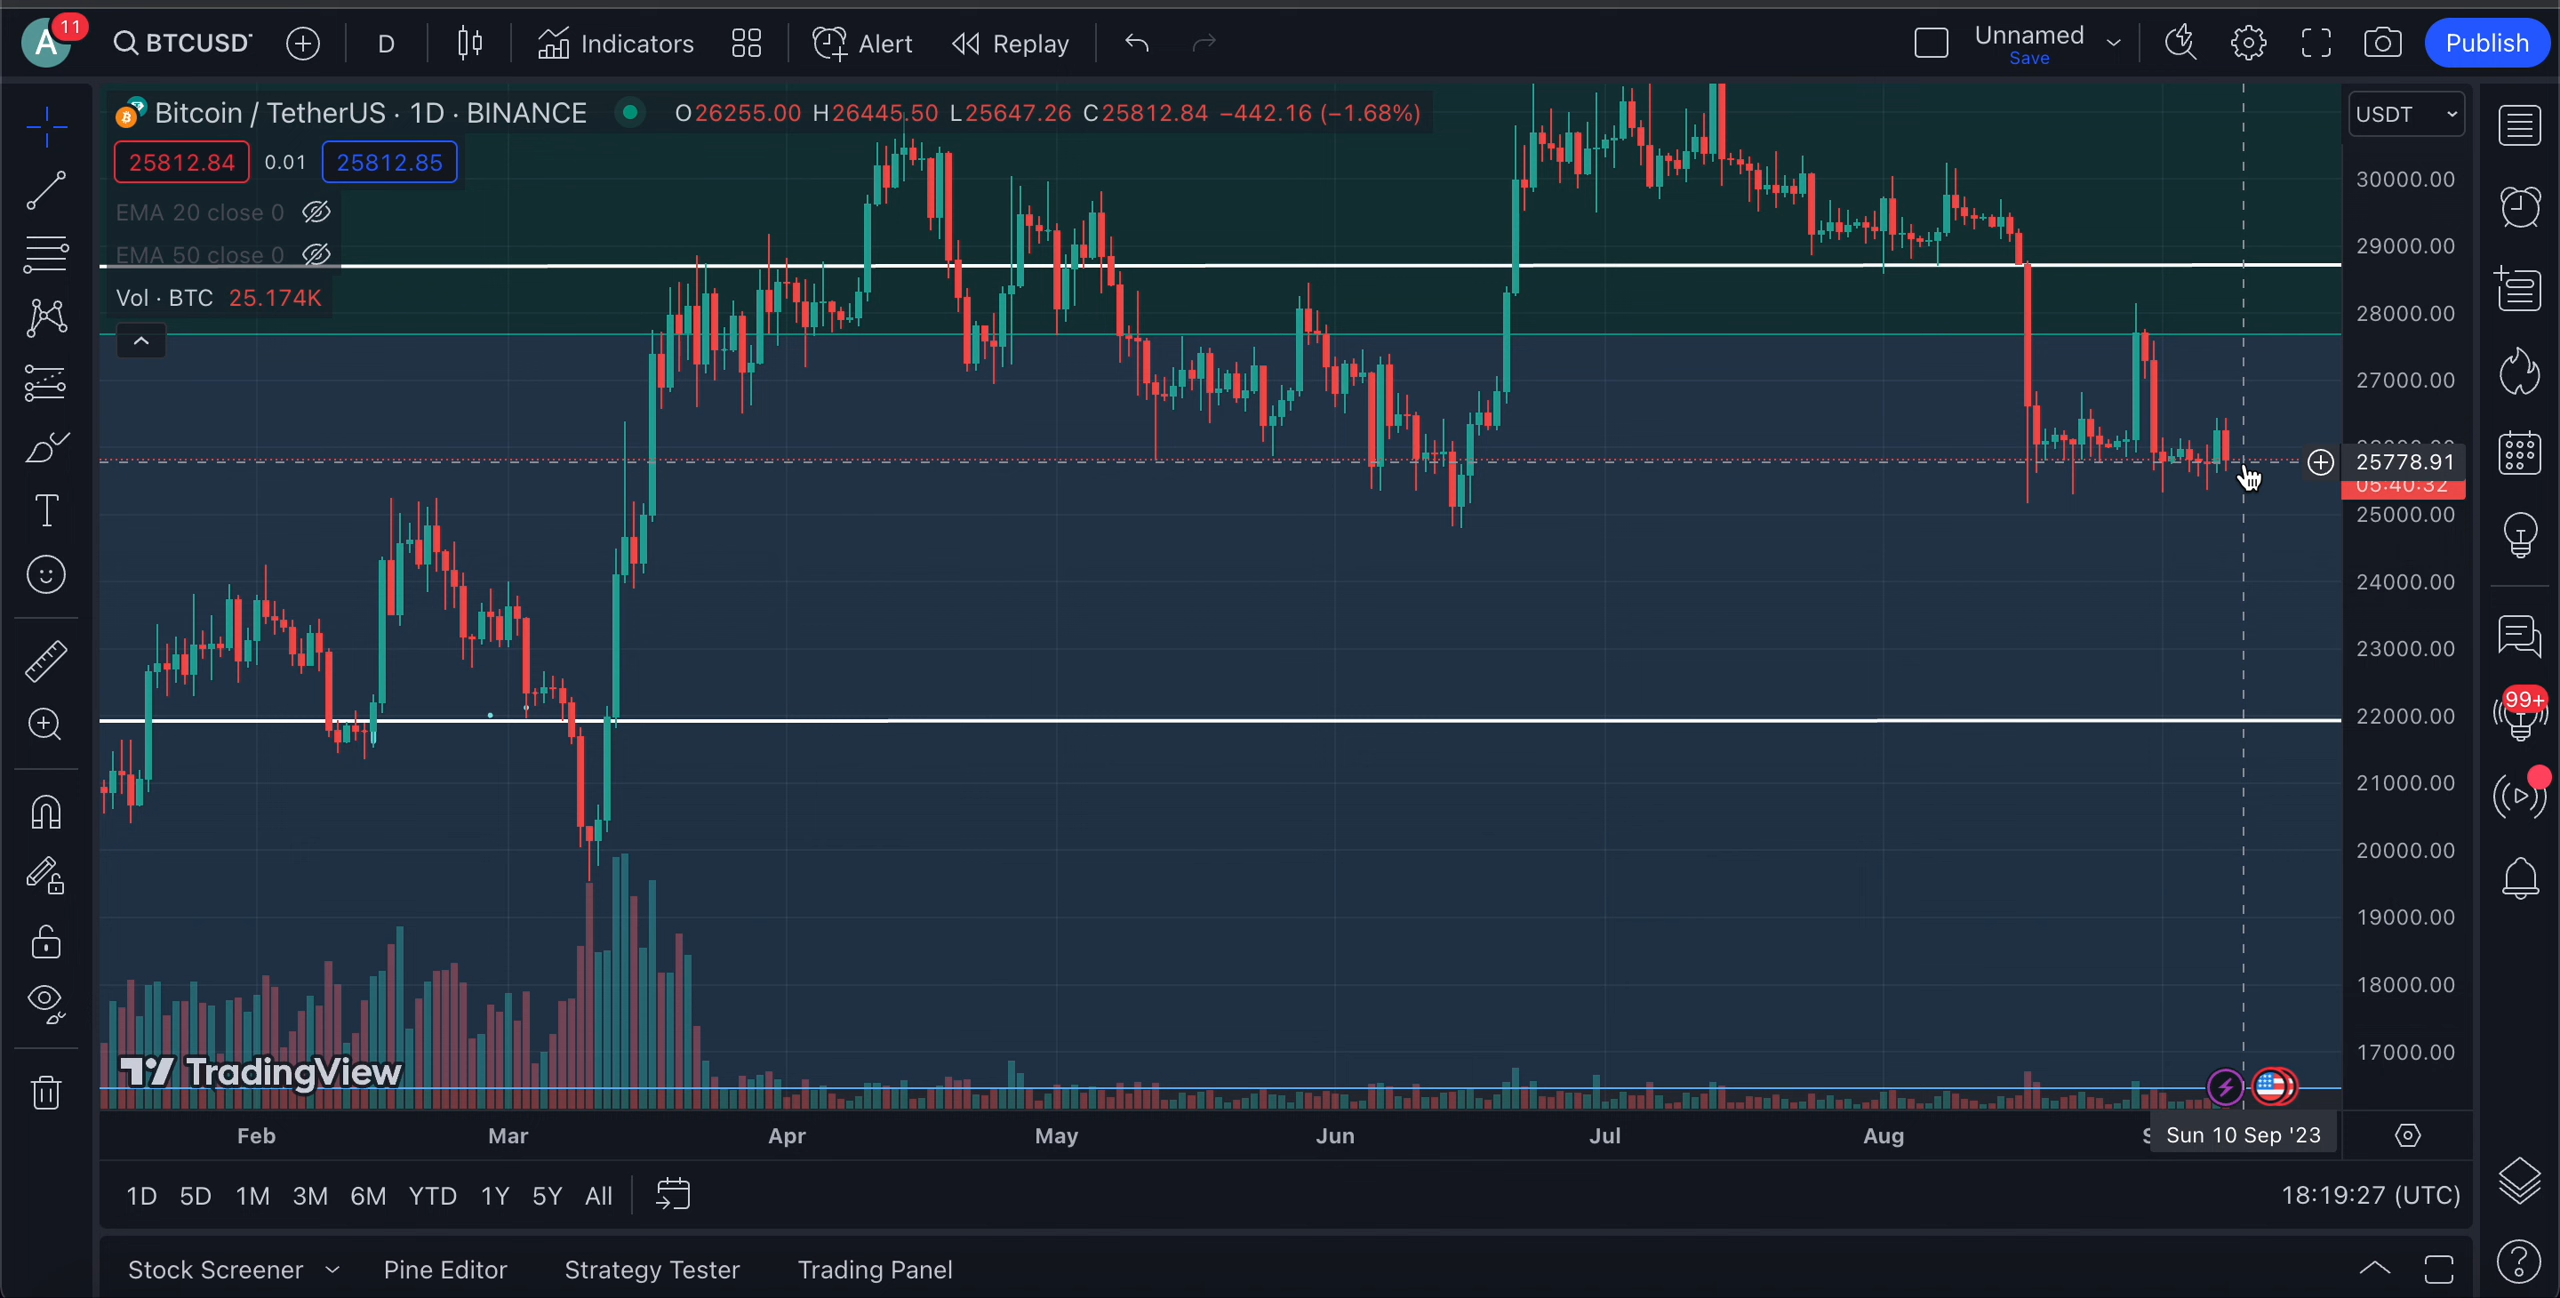 A 11 BTCUSDT D Indicators Alert Replay Unnamed Save Publish
Bitcoin / TetherUS · 1D · BINANCE O26255.00 H26445.50 L25647.26 C25812.84 −442.16 (−1.68%) USDT
25812.84 0.01 25812.85
EMA 20 close 0
EMA 50 close 0
Vol · BTC 25.174K
30000.00
29000.00
28000.00
27000.00
25778.91
05:40:32
25000.00
24000.00
23000.00
99+
22000.00
21000.00
20000.00
19000.00
18000.00
17000.00
TradingView
Feb Mar Apr May Jun Jul Aug Sun 10 Sep '23
1D 5D 1M 3M 6M YTD 1Y 5Y All 18:19:27 (UTC)
Stock Screener Pine Editor Strategy Tester Trading Panel